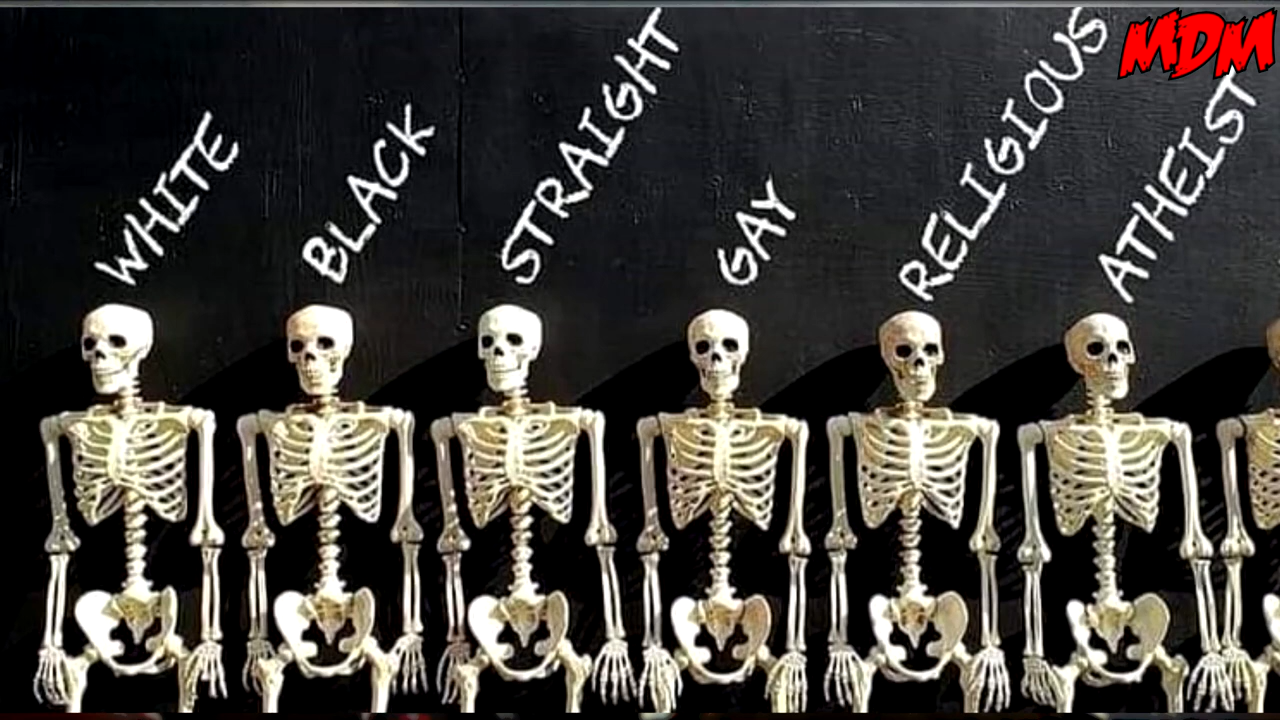 WHITE
BLACK
STRAIGHT
GAY
RELIGIOUS
ATHEIST
MDM